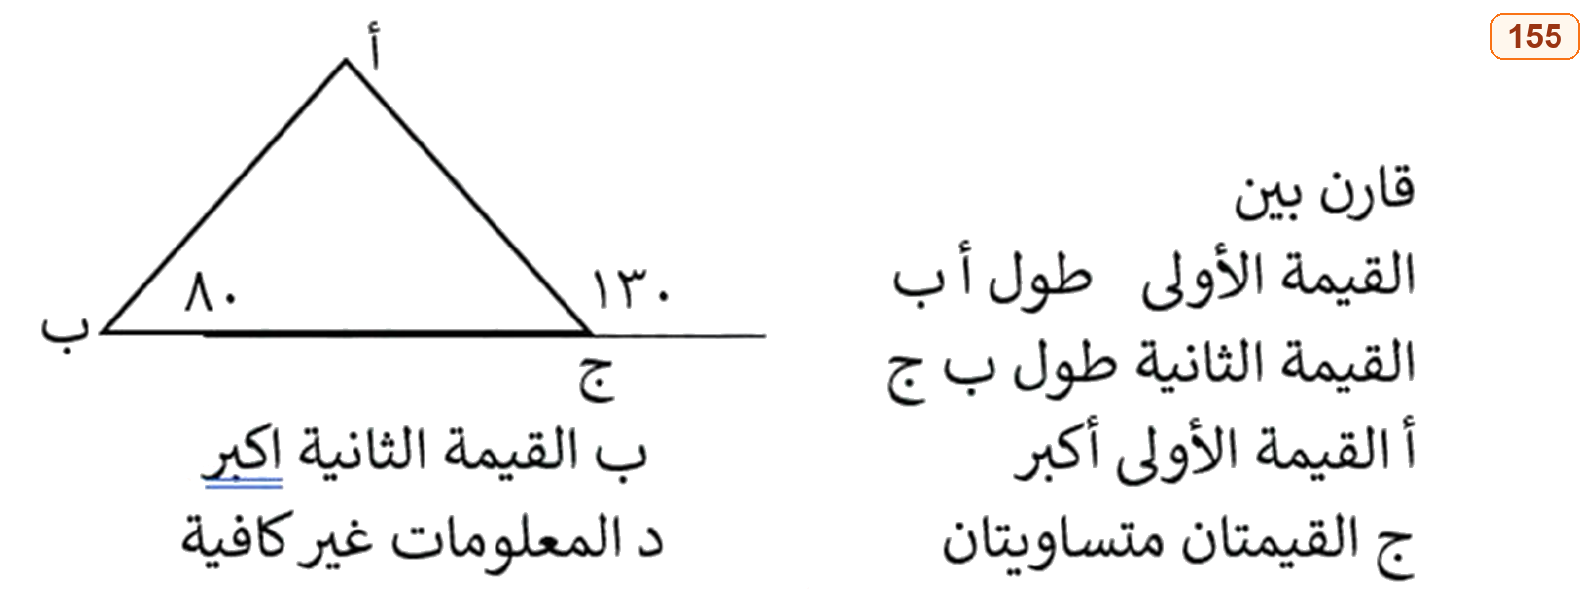 155
أ
٨٠
١٣٠
ب
ج
قارن بين
القيمة الأولى طول أ ب
القيمة الثانية طول ب ج
أ القيمة الأولى أكبر
ب القيمة الثانية اكبر
ج القيمتان متساويتان
د المعلومات غير كافية